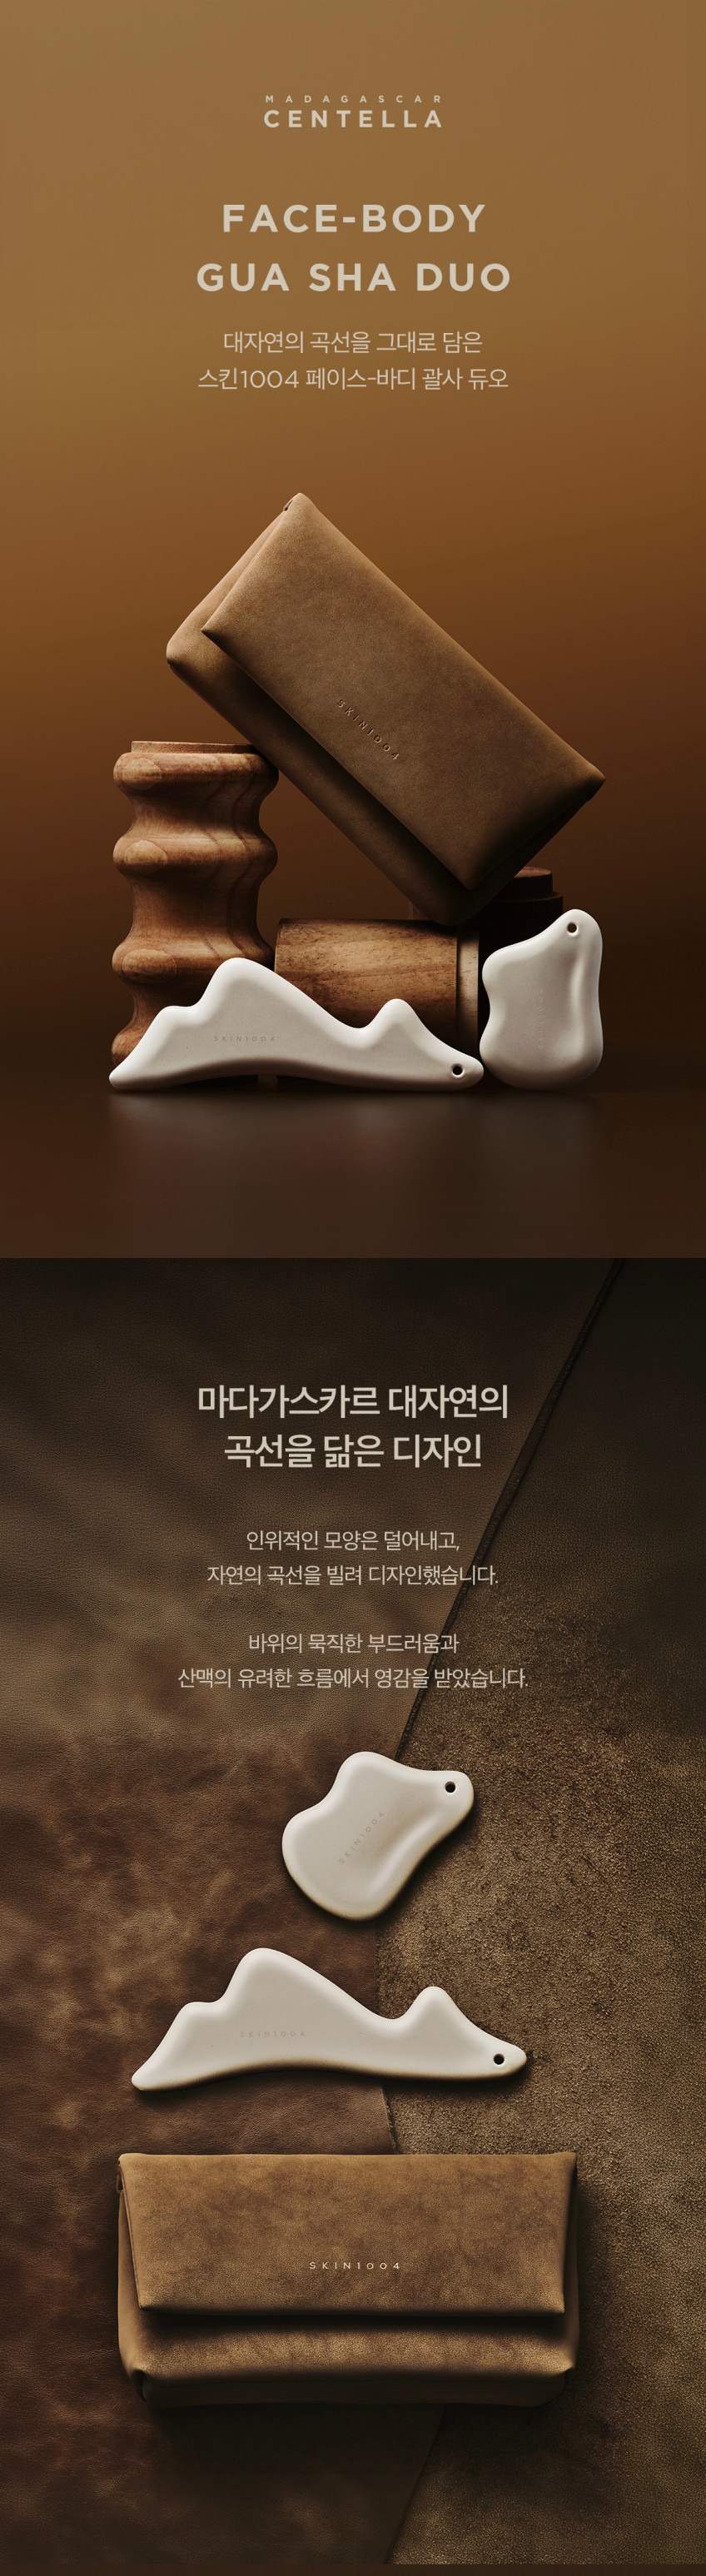 MADAGASCAR
CENTELLA
FACE-BODY
GUA SHA DUO
대자연의 곡선을 그대로 담은
스킨1004 페이스-바디 괄사 듀오
SKIN1004
SKIN1004
SKIN1004
마다가스카르 대자연의
곡선을 닮은 디자인
인위적인 모양은 덜어내고,
자연의 곡선을 빌려 디자인했습니다.
바위의 묵직한 부드러움과
산맥의 유려한 흐름에서 영감을 받았습니다.
SKIN1004
SKIN1004
SKIN1004